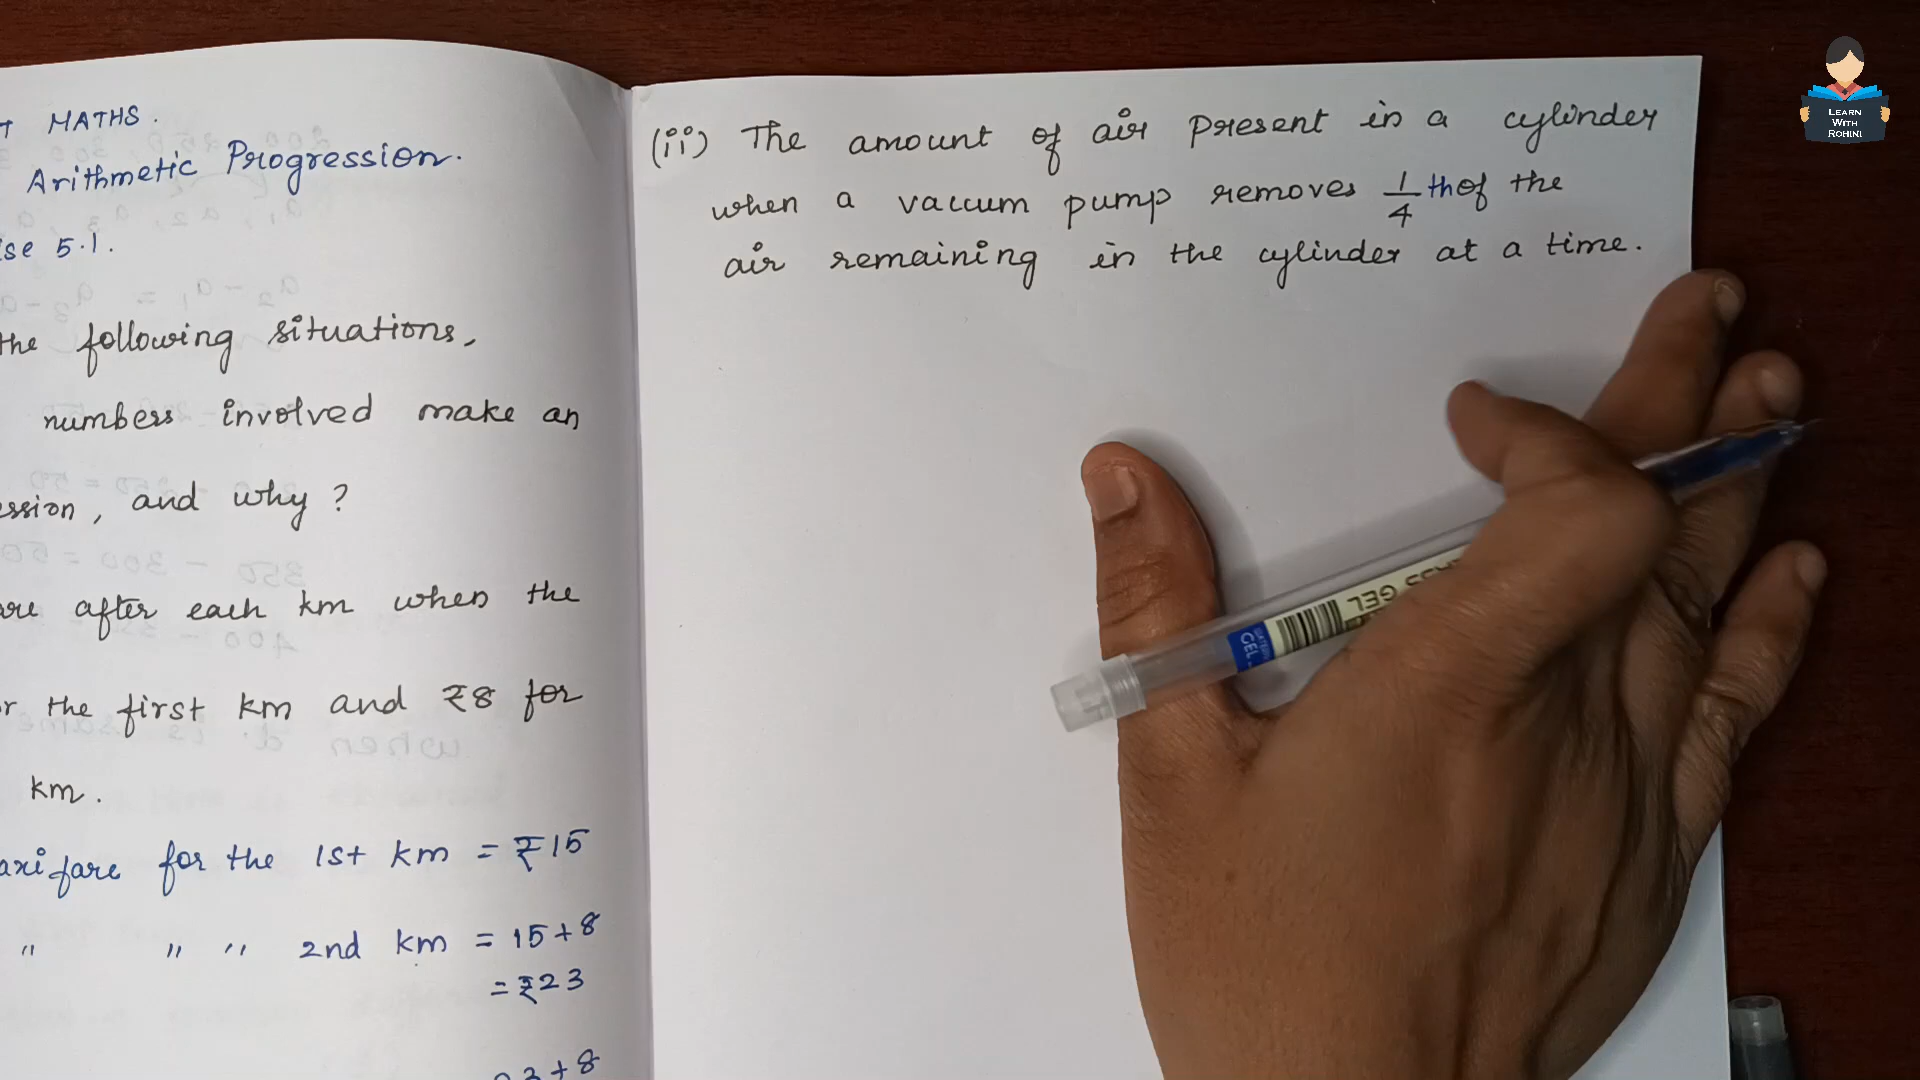 MATHS.
Arithmetic Progression.
5.1.
the following situations,
numbers involved make an
and why?
after each km when the
the first km and ₹8 for
km.
fare for the 1st km = ₹15
" " " 2nd km = 15+8
= ₹23
+8
(ii) The amount of air present in a cylinder
when a vaccum pump removes 1/4 th of the
air remaining in the cylinder at a time.
GEL
GEL
LEARN
WITH
ROHINI